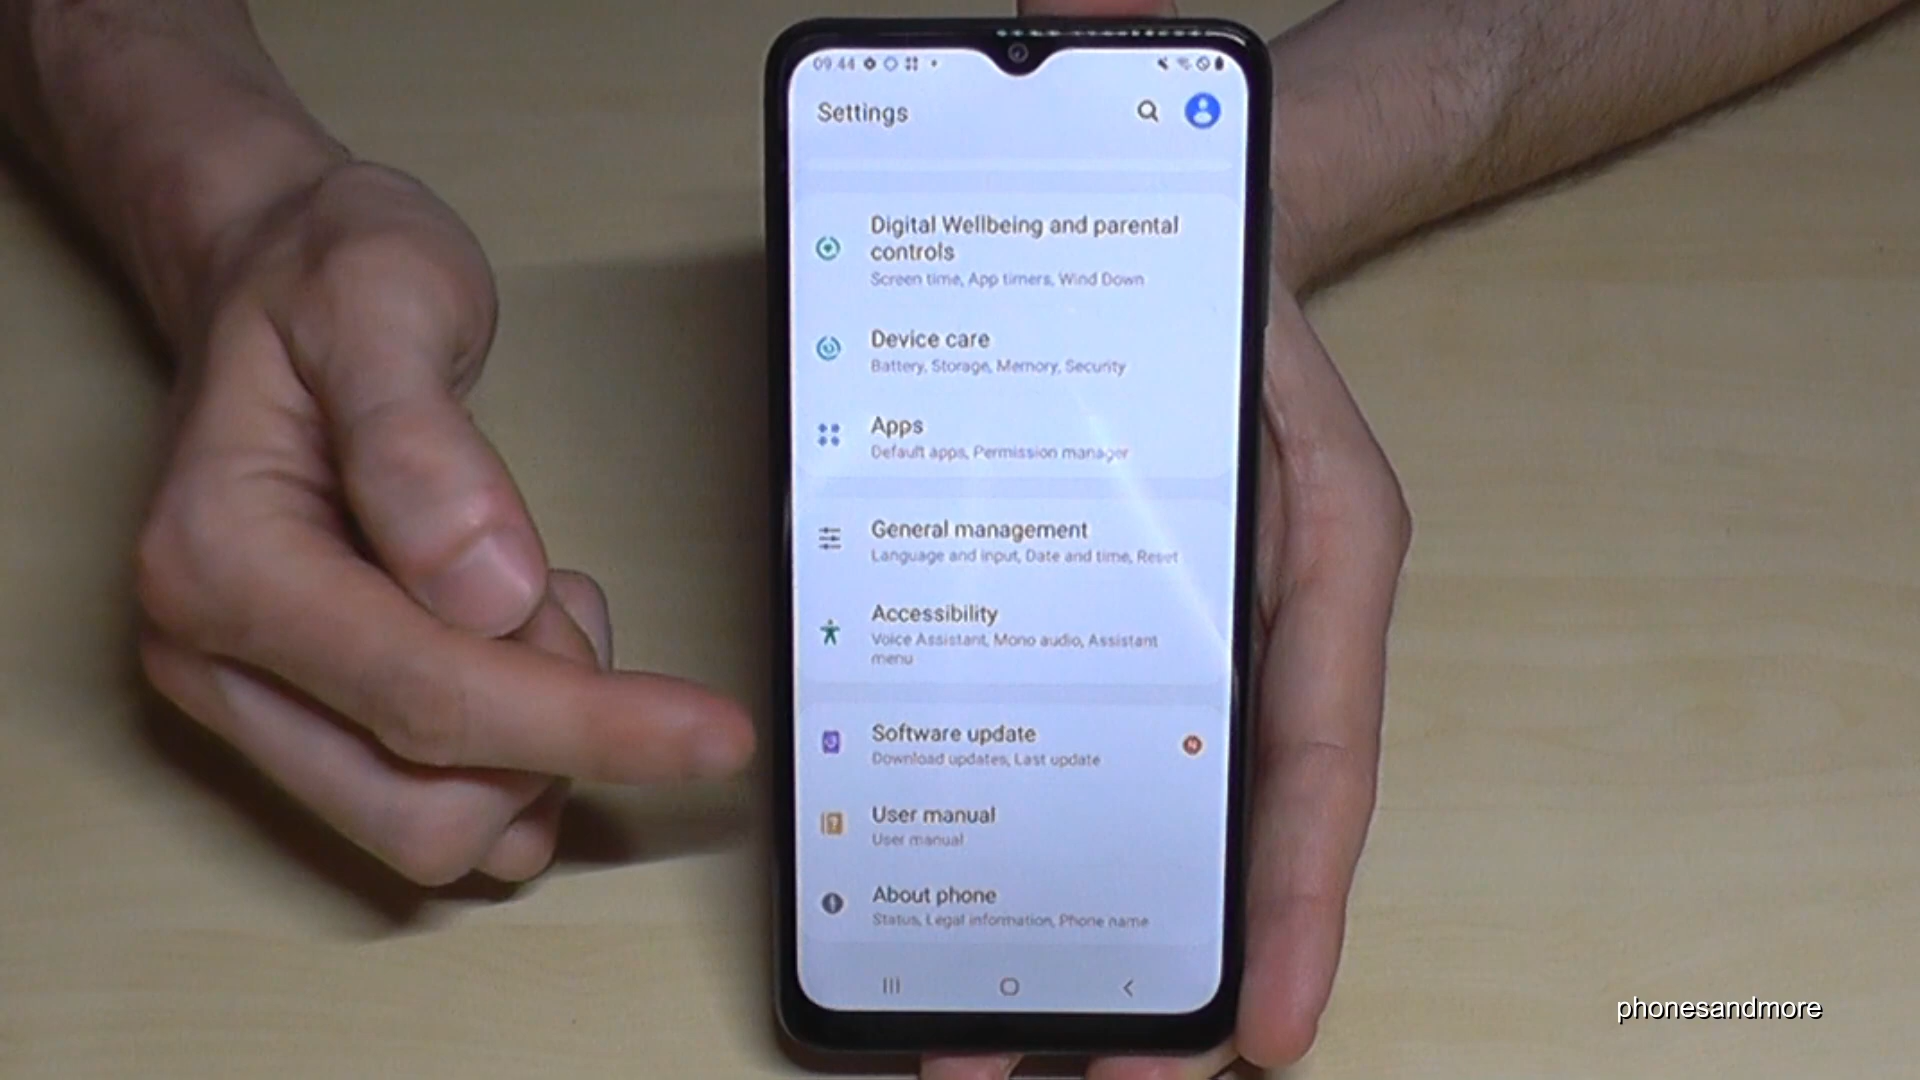 09.44
Settings
Digital Wellbeing and parental
controls
Screen time, App timers, Wind Down
Device care
Battery, Storage, Memory, Security
Apps
Default apps, Permission manager
General management
Language and input, Date and time, Reset
Accessibility
Voice Assistant, Mono audio, Assistant
menu
Software update
Download updates, Last update
N
User manual
User manual
About phone
Status, Legal information, Phone name
phonesandmore